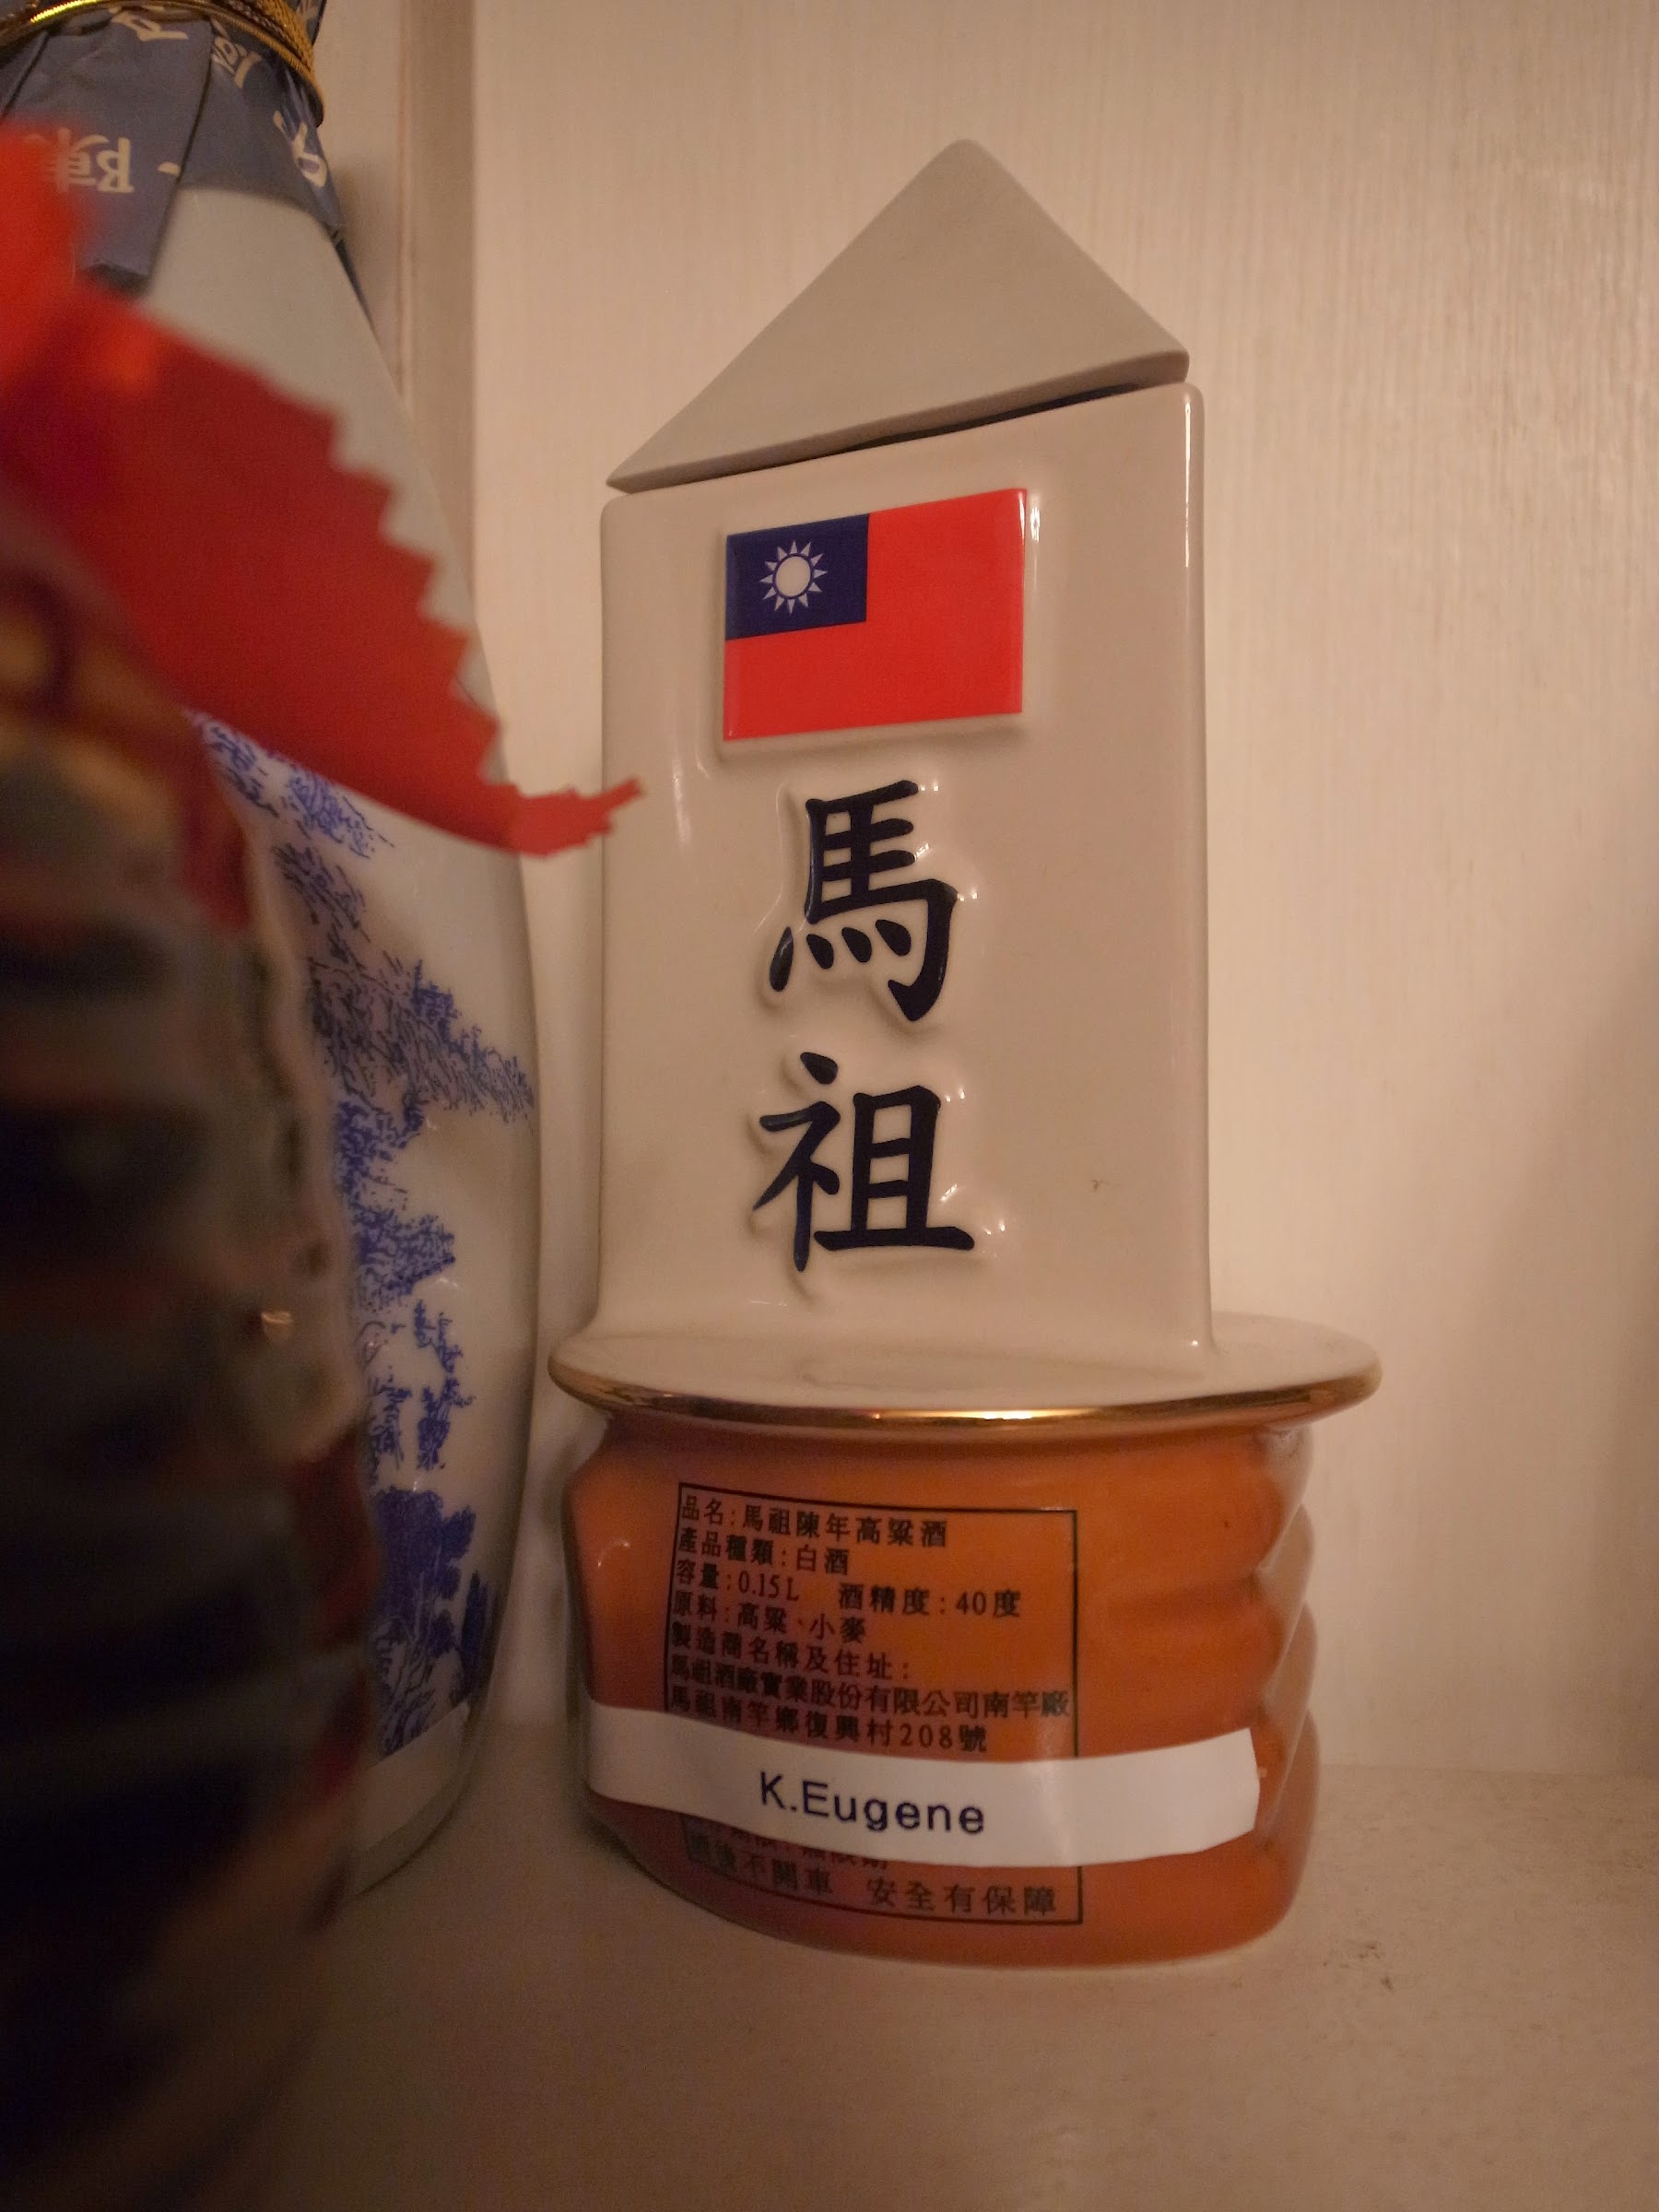 陳
馬
祖
品名:馬祖陳年高粱酒
產品種類:白酒
容量:0.15L 酒精度:40度
原料:高粱、小麥
製造商名稱及住址:
馬祖酒廠實業股份有限公司南竿廠
馬祖南竿鄉復興村208號
K.Eugene
酒後不開車 安全有保障